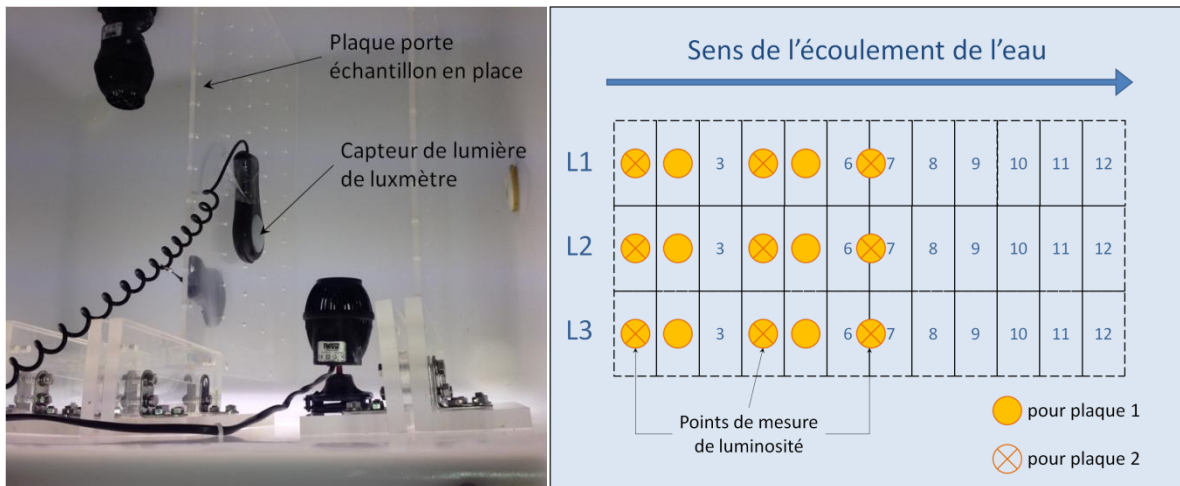 Plaque porte
échantillon en place
Capteur de lumière
de luxmètre
Sens de l'écoulement de l'eau
L1 3 6 7 8 9 10 11 12
L2 3 6 7 8 9 10 11 12
L3 3 6 7 8 9 10 11 12
Points de mesure
de luminosité
pour plaque 1
pour plaque 2